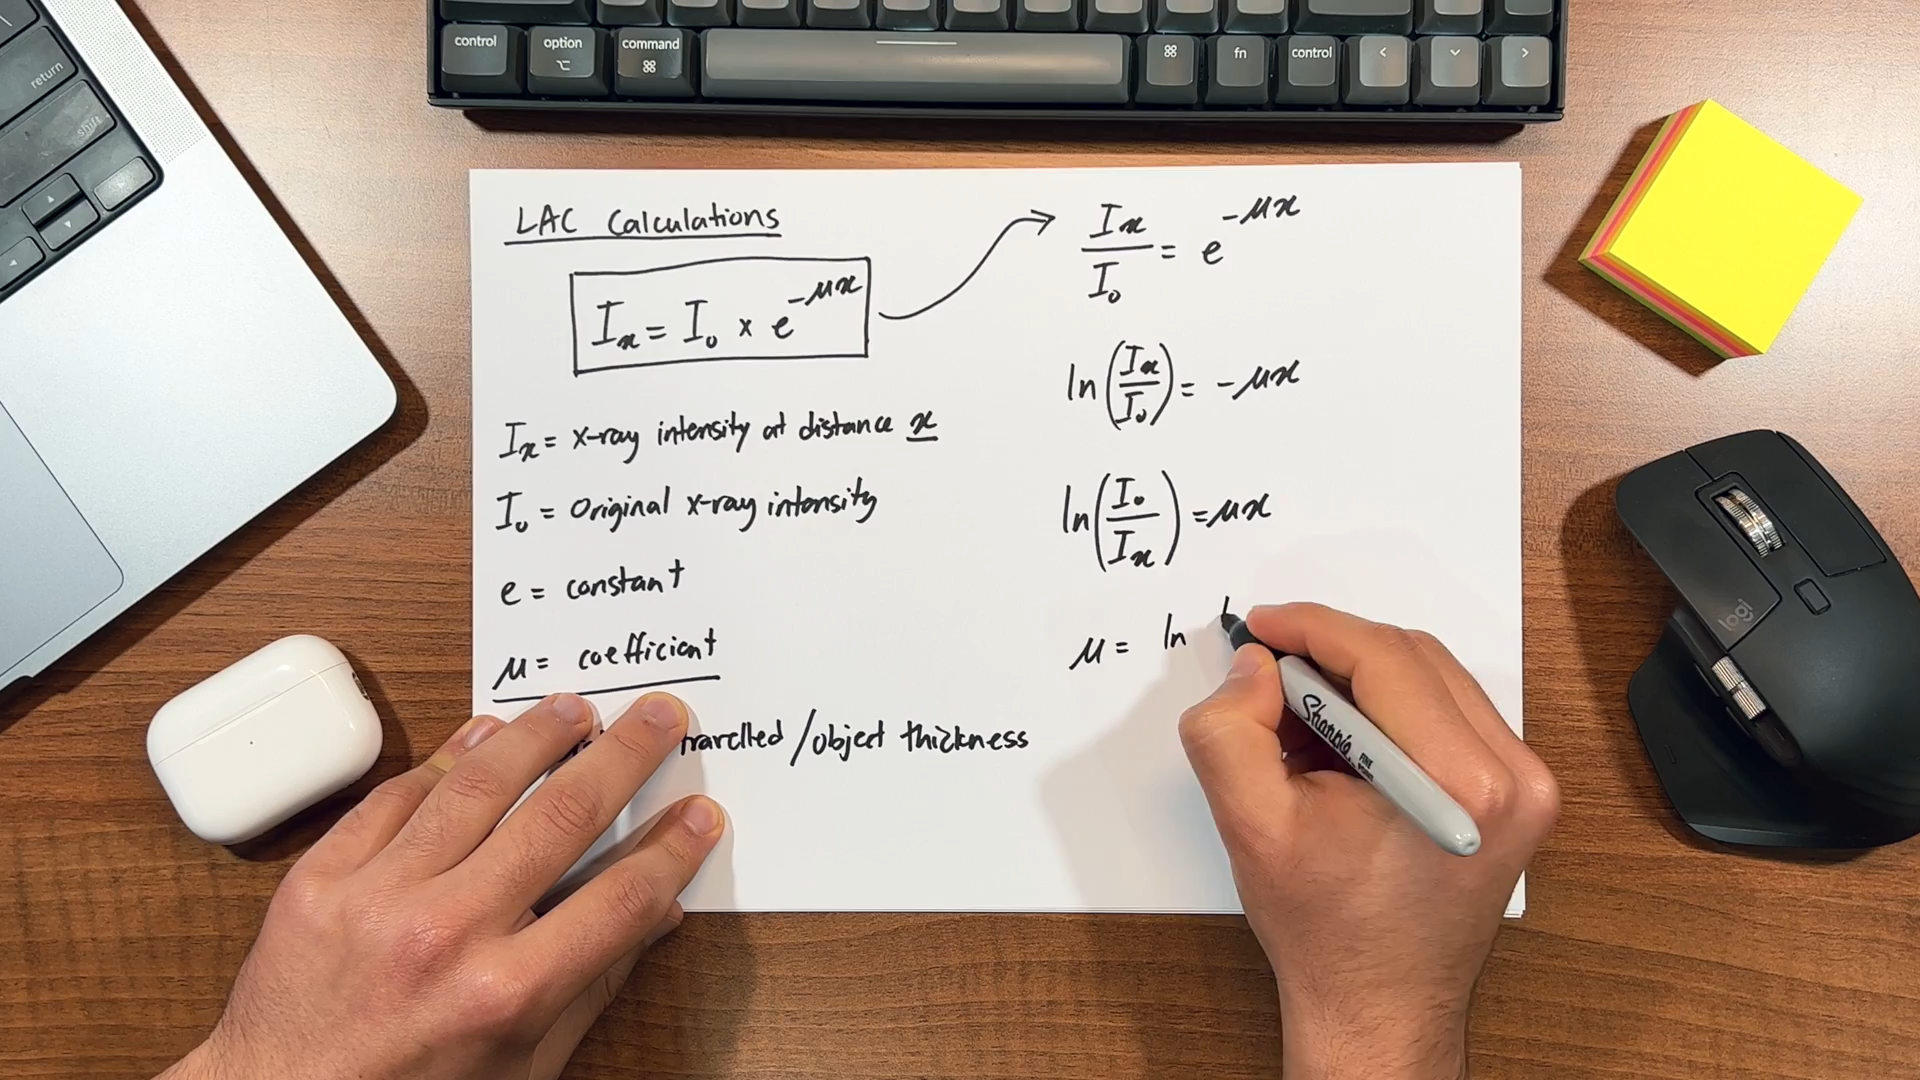 return
shift
control
option
command
⌘
fn
control
⌥
⌘
LAC Calculations
Iₓ = I₀ × e^(-μx)
Iₓ = x-ray intensity at distance x
I₀ = Original x-ray intensity
e = constant
μ = coefficient
travelled / object thickness
Iₓ/I₀ = e^(-μx)
ln(Iₓ/I₀) = -μx
ln(I₀/Iₓ) = μx
μ = ln
Sharpie
FINE
POINT
logi